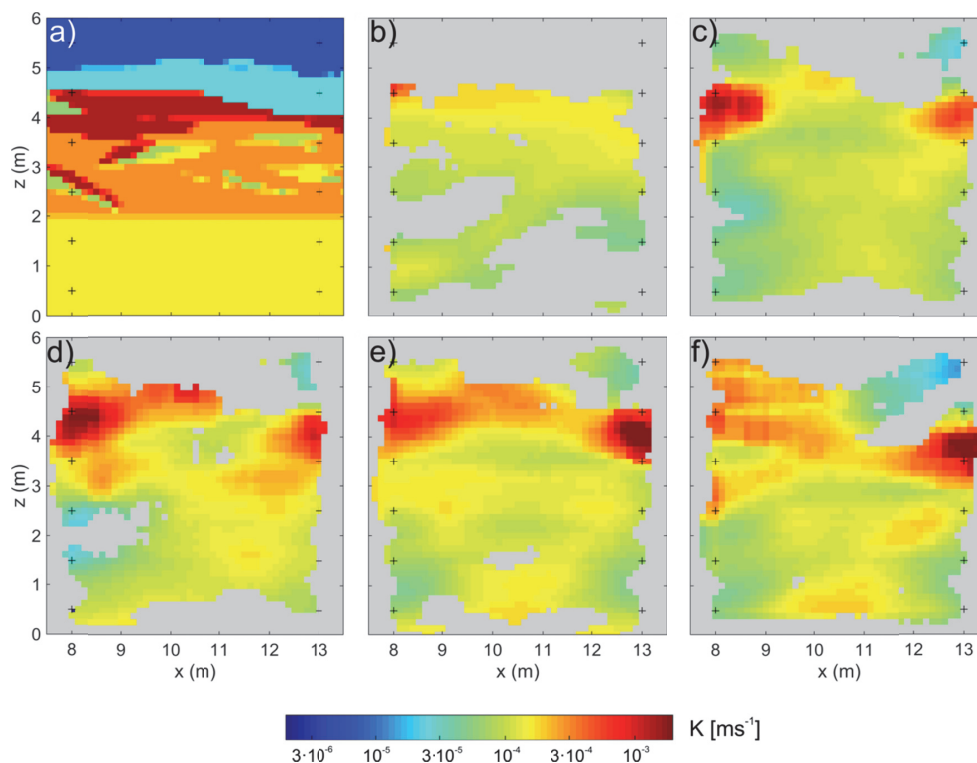 a)
b)
c)
6
5
4
3
2
1
0
z (m)
d)
e)
f)
6
5
4
3
2
1
0
z (m)
8 9 10 11 12 13
8 9 10 11 12 13
8 9 10 11 12 13
x (m)
x (m)
x (m)
K [ms⁻¹]
3·10⁻⁶ 10⁻⁵ 3·10⁻⁵ 10⁻⁴ 3·10⁻⁴ 10⁻³